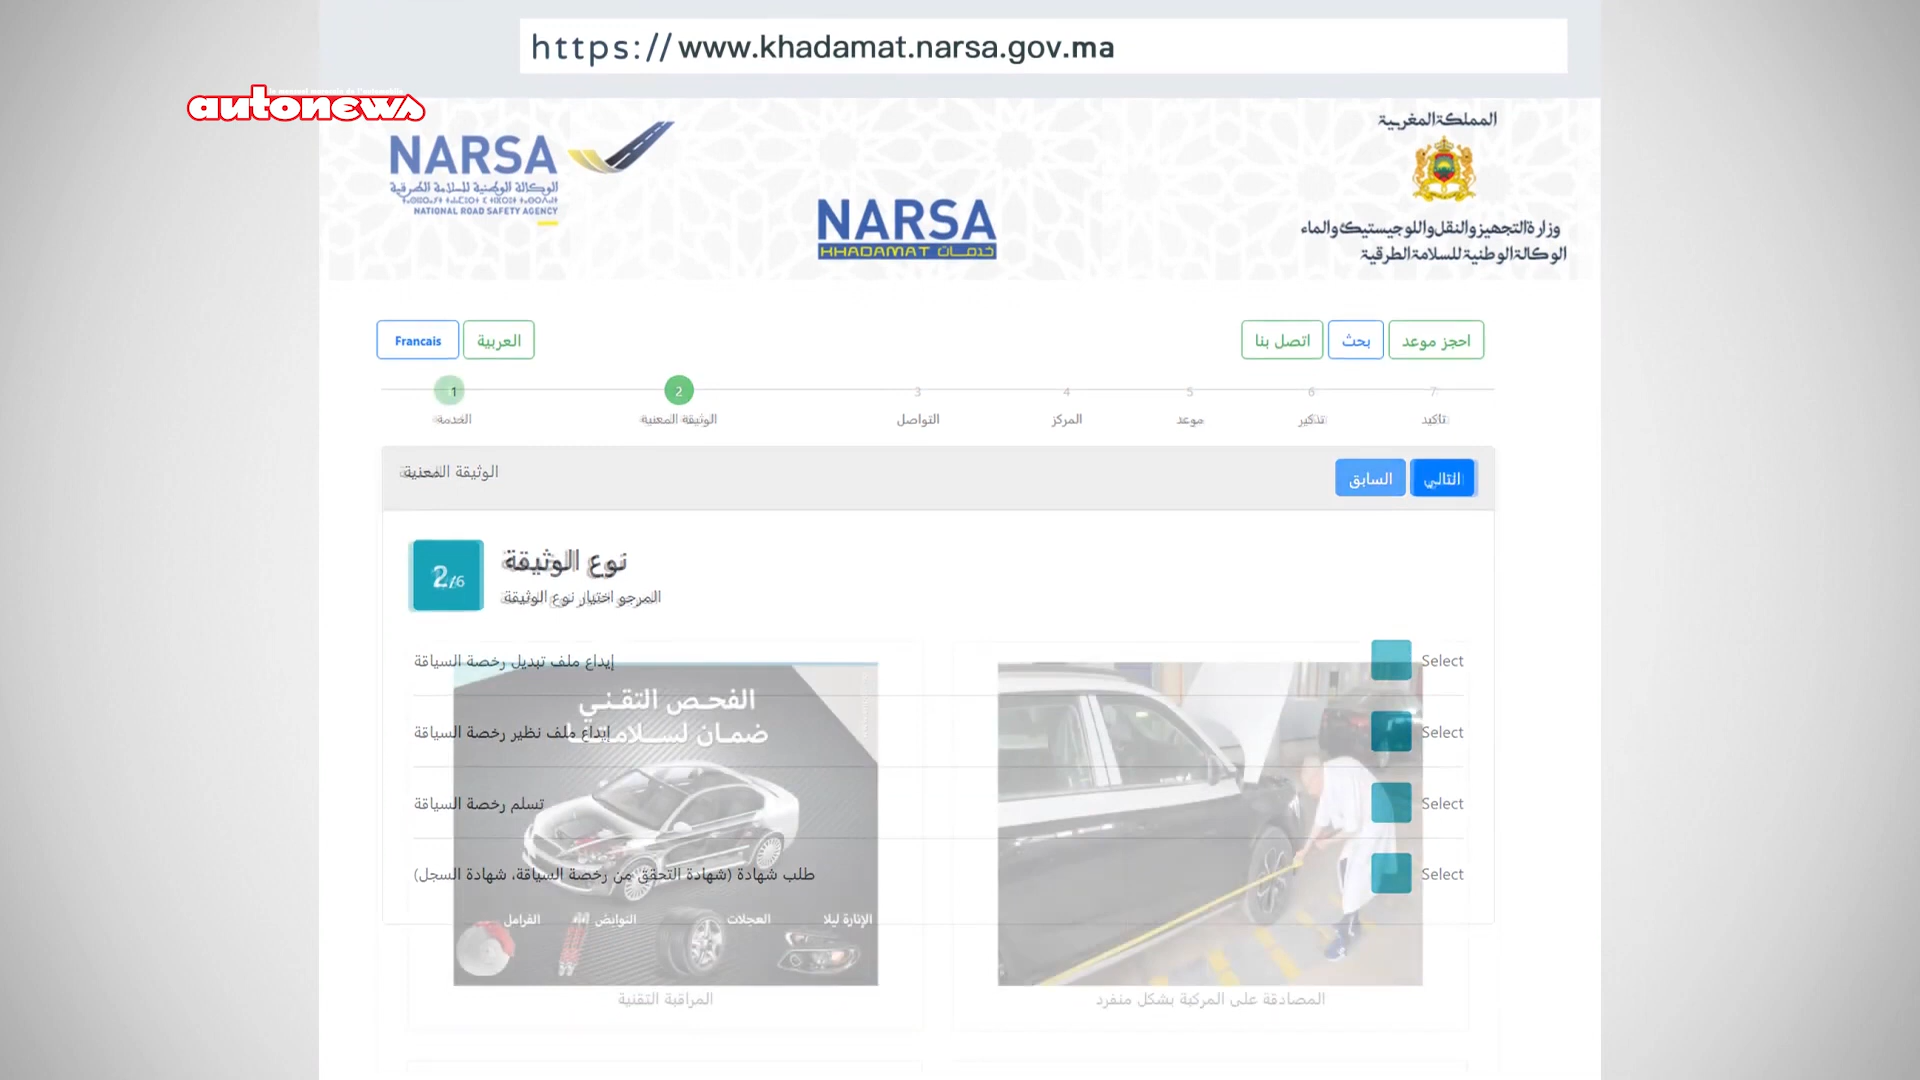 https://www.khadamat.narsa.gov.ma
autonews
NARSA
الوكالة الوطنية للسلامة الطرقية
NATIONAL ROAD SAFETY AGENCY
NARSA
KHADAMAT خدمات
المملكة المغربية
وزارة التجهيز والنقل واللوجيستيك والماء
الوكالة الوطنية للسلامة الطرقية
Francais
العربية
اتصل بنا
بحث
احجز موعد
1
2
3
4
5
6
7
الخدمة
الوثيقة المعنية
التواصل
المركز
موعد
تذكير
تاكيد
الوثيقة المعنية
السابق
التالي
2/6
نوع الوثيقة
المرجو اختيار نوع الوثيقة
إيداع ملف تبديل رخصة السياقة
Select
الفحص التقني
ضمان لسلامتنا
إيداع ملف نظير رخصة السياقة
Select
تسلم رخصة السياقة
Select
طلب شهادة (شهادة التحقق من رخصة السياقة، شهادة السجل)
Select
الفرامل
النوابض
العجلات
الإنارة ليلا
المراقبة التقنية
المصادقة على المركبة بشكل منفرد